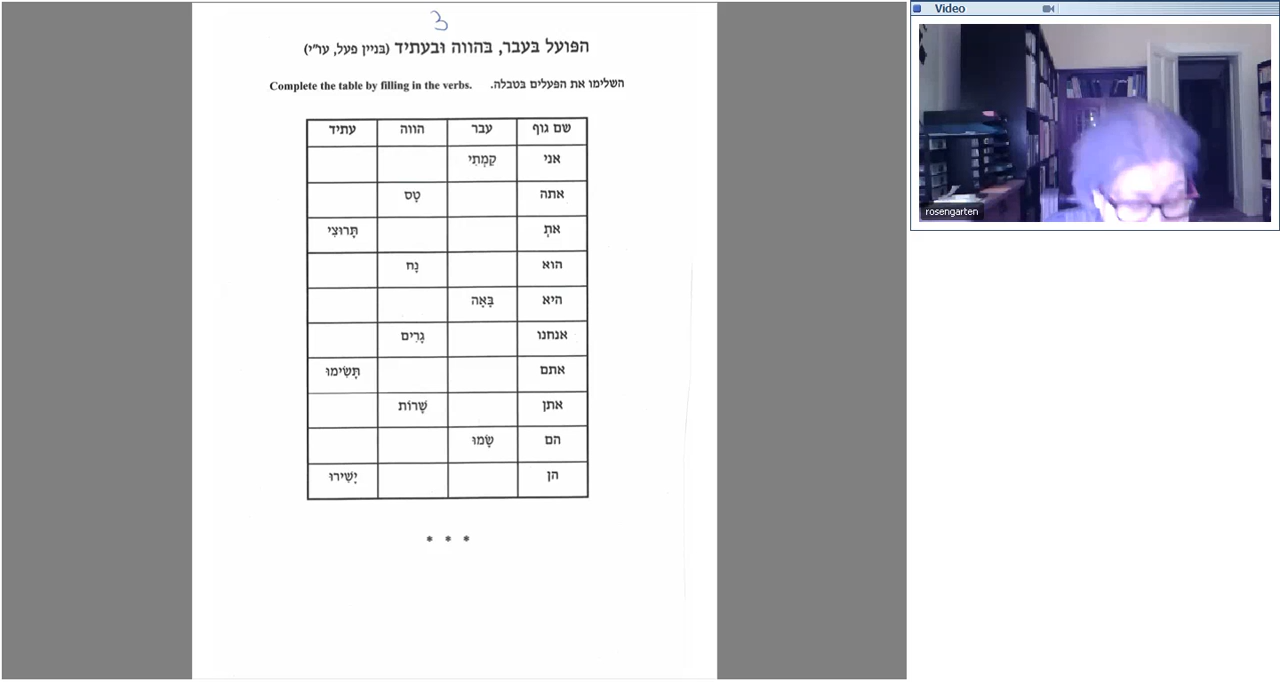 3
הפועל בעבר, בהווה ובעתיד (בניין פעל, עו"י)
השלימו את הפעלים בטבלה. Complete the table by filling in the verbs.
שם גוף עבר הווה עתיד
אני קַמְתִּי
אתה טָס
אתְ תָּרוּצִי
הוא נָח
היא בָּאָה
אנחנו גָרִים
אתם תָּשִׂימוּ
אתן שָׁרוֹת
הם שָׂמוּ
הן יָשִׁירוּ
* * *
Video
rosengarten